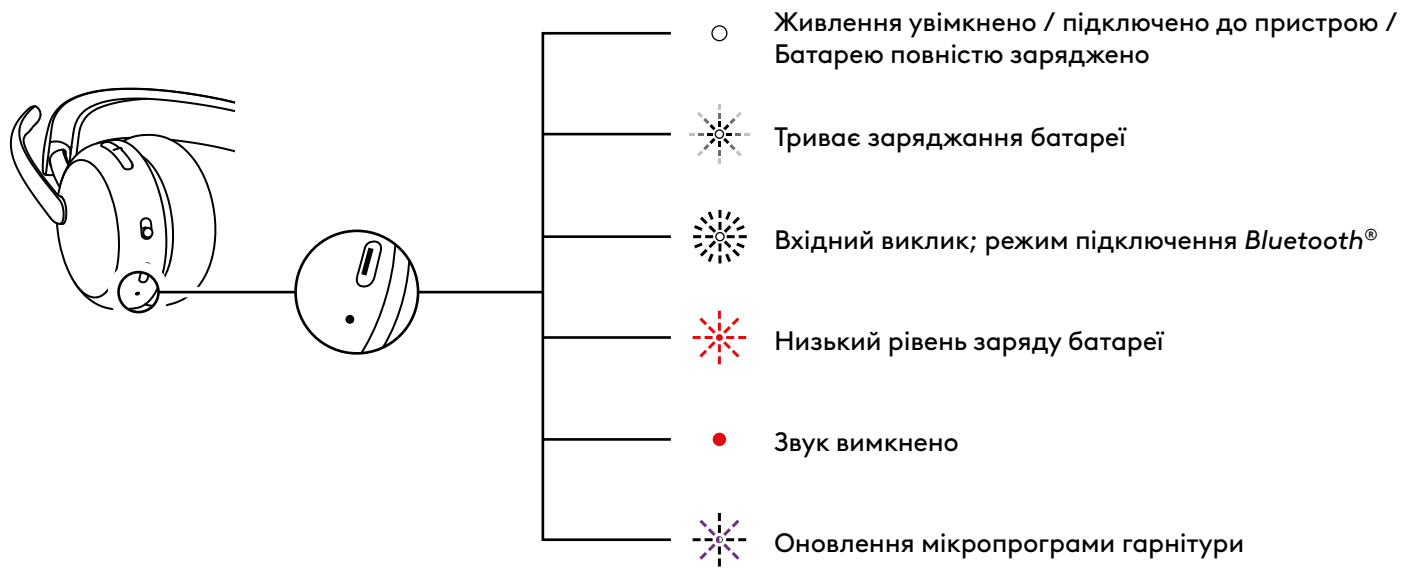 Живлення увімкнено / підключено до пристрою /
Батарею повністю заряджено
Триває заряджання батареї
Вхідний виклик; режим підключення Bluetooth®
Низький рівень заряду батареї
Звук вимкнено
Оновлення мікропрограми гарнітури